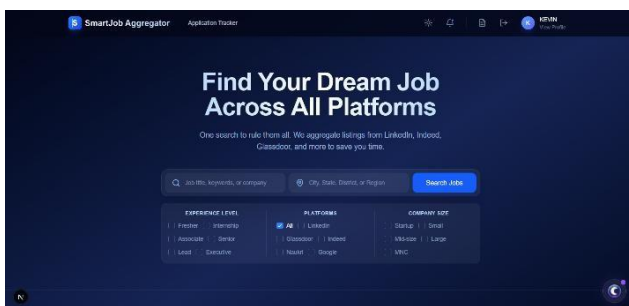 S SmartJob Aggregator Application Tracker KEVIN
View Profile
Find Your Dream Job
Across All Platforms
One search to rule them all. We aggregate listings from LinkedIn, Indeed,
Glassdoor, and more to save you time.
Job title, keywords, or company City, State, District, or Region Search Jobs
EXPERIENCE LEVEL PLATFORMS COMPANY SIZE
Fresher Internship All LinkedIn Startup Small
Associate Senior Glassdoor Indeed Mid-size Large
Lead Executive Naukri Google MNC
N